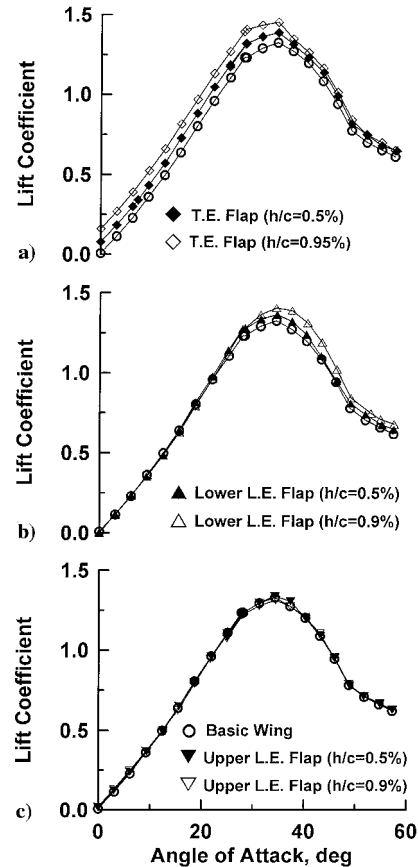 1.5
1.0
0.5
0.0
Lift Coefficient
a)
T.E. Flap (h/c=0.5%)
T.E. Flap (h/c=0.95%)
1.5
1.0
0.5
0.0
Lift Coefficient
b)
Lower L.E. Flap (h/c=0.5%)
Lower L.E. Flap (h/c=0.9%)
1.5
1.0
0.5
0.0
Lift Coefficient
c)
Basic Wing
Upper L.E. Flap (h/c=0.5%)
Upper L.E. Flap (h/c=0.9%)
0 20 40 60
Angle of Attack, deg